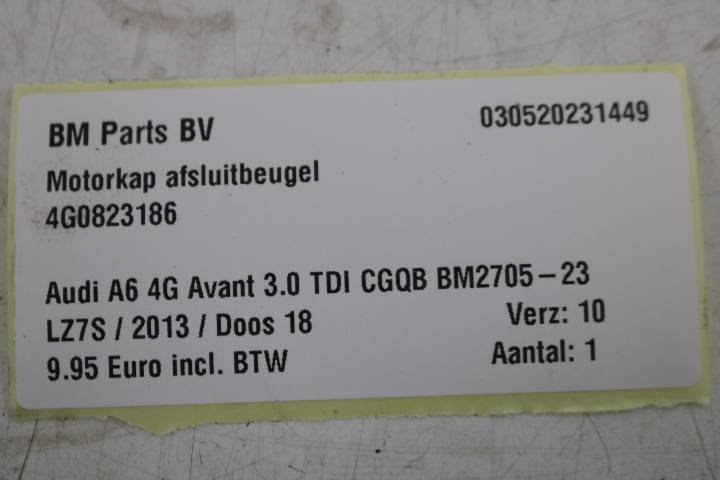 BM Parts BV
030520231449
Motorkap afsluitbeugel
4G0823186
Audi A6 4G Avant 3.0 TDI CGQB BM2705-23
LZ7S / 2013 / Doos 18
Verz: 10
9.95 Euro incl. BTW
Aantal: 1